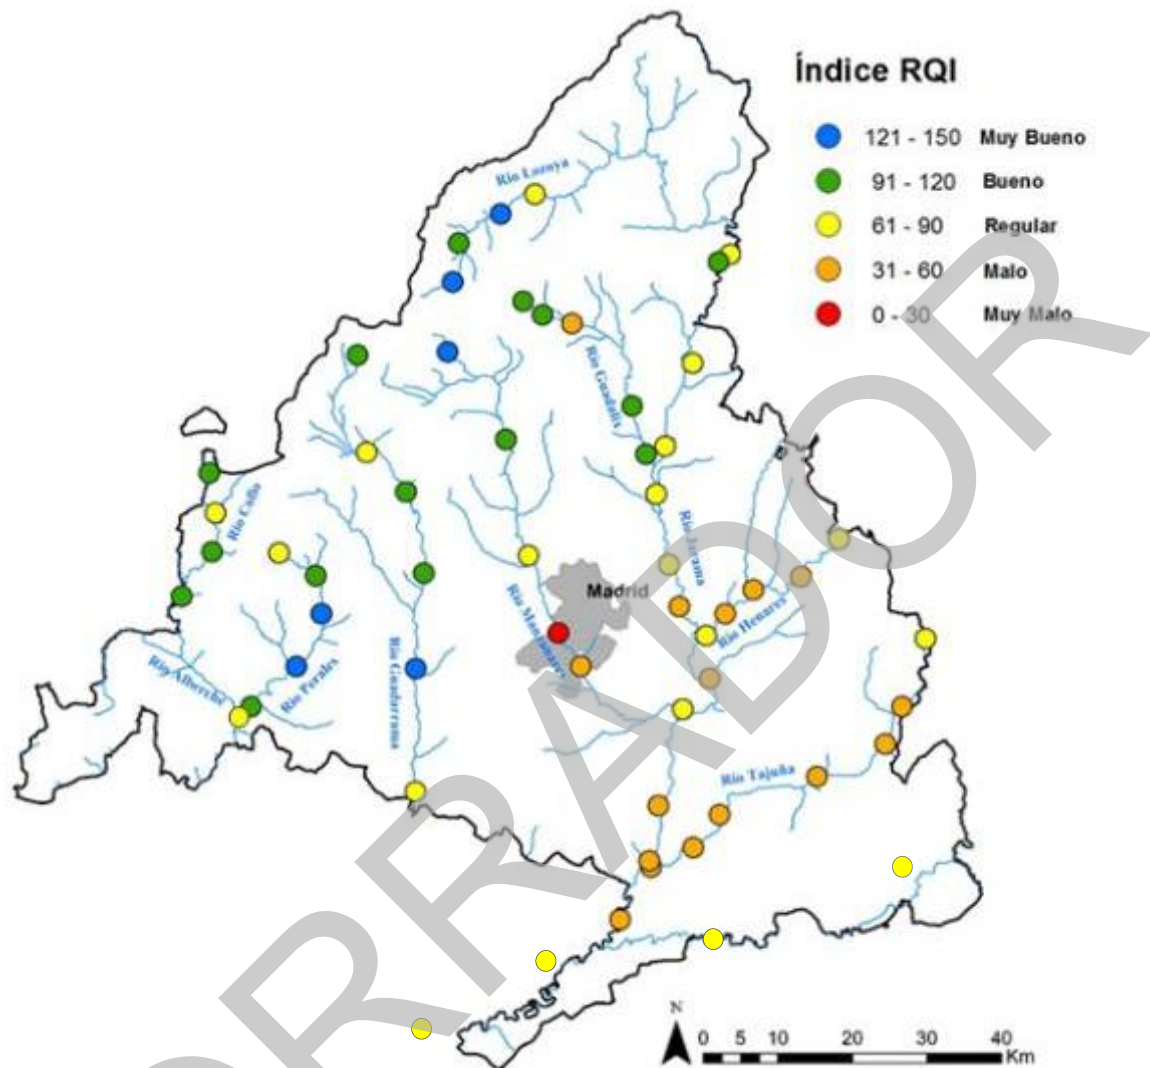 Índice RQI
121 - 150 Muy Bueno
91 - 120 Bueno
61 - 90 Regular
31 - 60 Malo
0 - 30 Muy Malo
Río Lozoya
Río Guadalix
Río Cofio
Río Jarama
Madrid
Río Manzanares
Río Henares
Río Alberche
Río Perales
Río Guadarrama
Río Tajuña
N
0 5 10 20 30 40
Km
ORRADOR